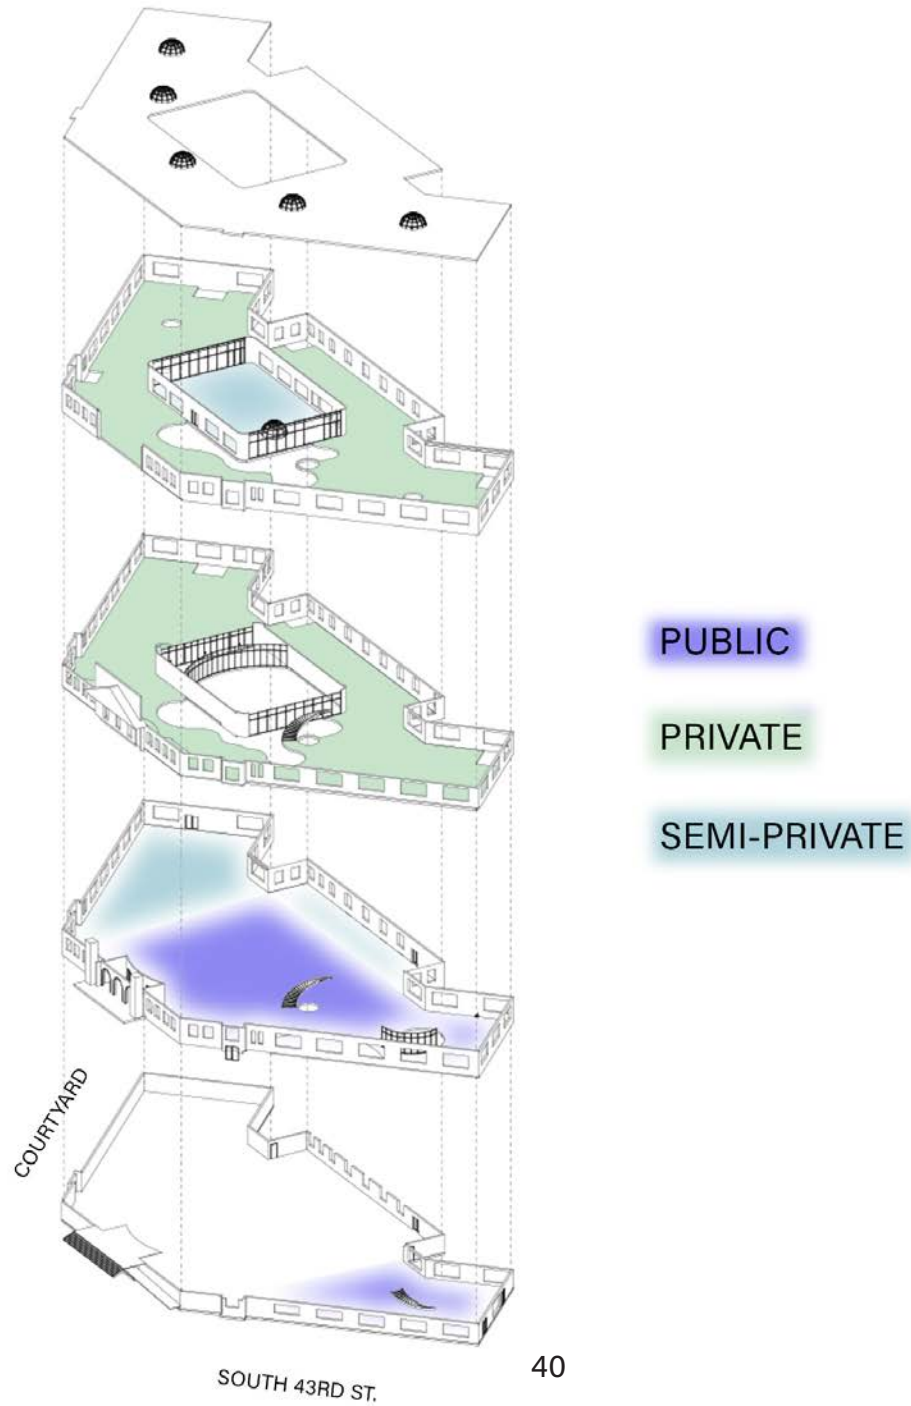 PUBLIC
PRIVATE
SEMI-PRIVATE
COURTYARD
SOUTH 43RD ST.
40